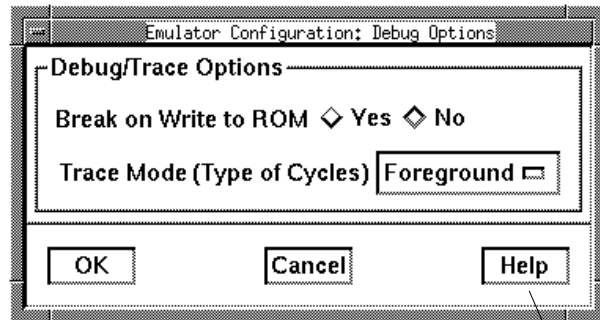 Emulator Configuration: Debug Options
Debug/Trace Options
Break on Write to ROM Yes No
Trace Mode (Type of Cycles) Foreground
OK Cancel Help